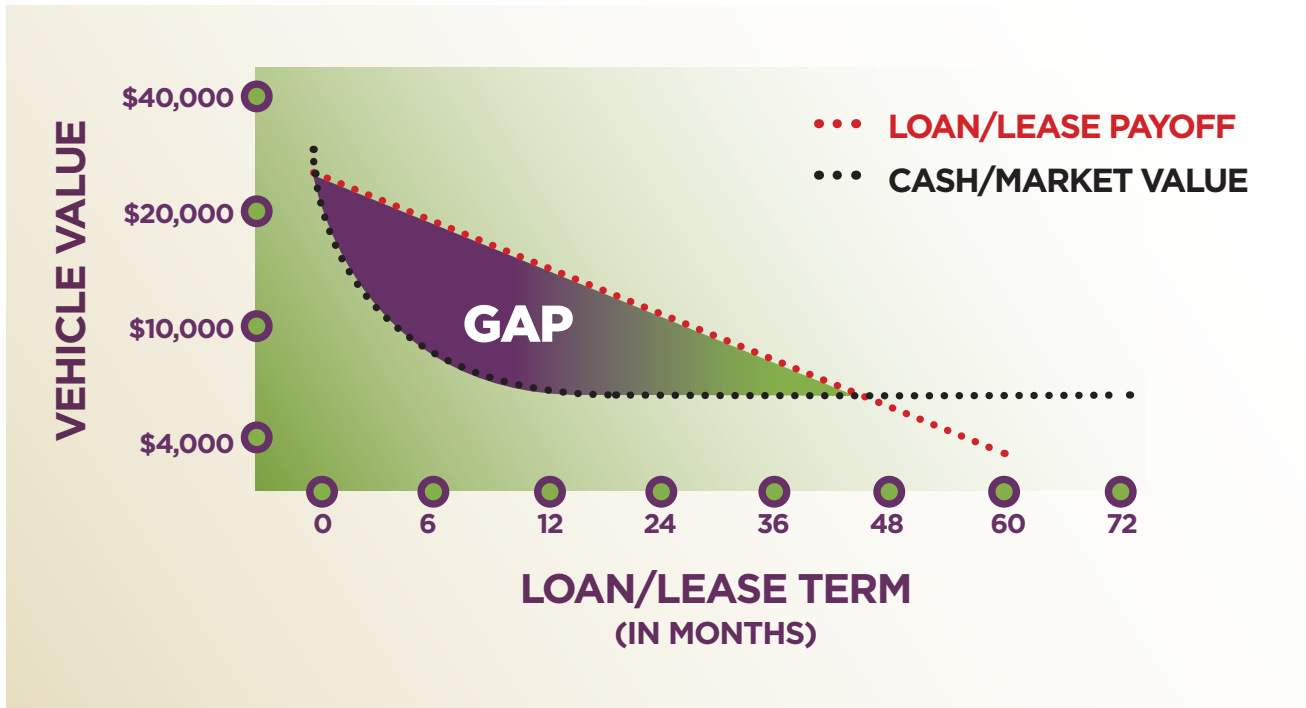 VEHICLE VALUE
$40,000
$20,000
$10,000
$4,000
LOAN/LEASE PAYOFF
CASH/MARKET VALUE
GAP
0 6 12 24 36 48 60 72
LOAN/LEASE TERM
(IN MONTHS)